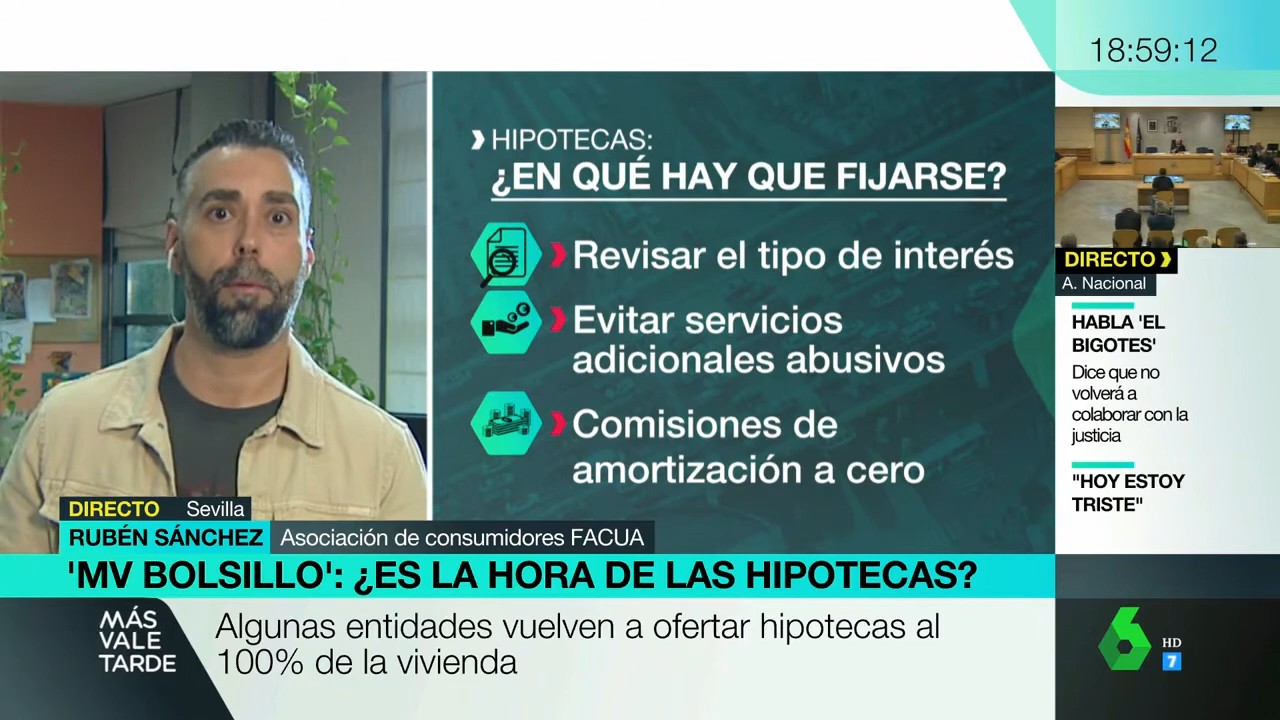 18:59:12
HIPOTECAS:
¿EN QUÉ HAY QUE FIJARSE?
Revisar el tipo de interés
Evitar servicios
adicionales abusivos
Comisiones de
amortización a cero
DIRECTO
A. Nacional
HABLA 'EL
BIGOTES'
Dice que no
volverá a
colaborar con la
justicia
"HOY ESTOY
TRISTE"
DIRECTO Sevilla
RUBÉN SÁNCHEZ Asociación de consumidores FACUA
'MV BOLSILLO': ¿ES LA HORA DE LAS HIPOTECAS?
MÁS
VALE
TARDE
Algunas entidades vuelven a ofertar hipotecas al
100% de la vivienda
6
HD
7